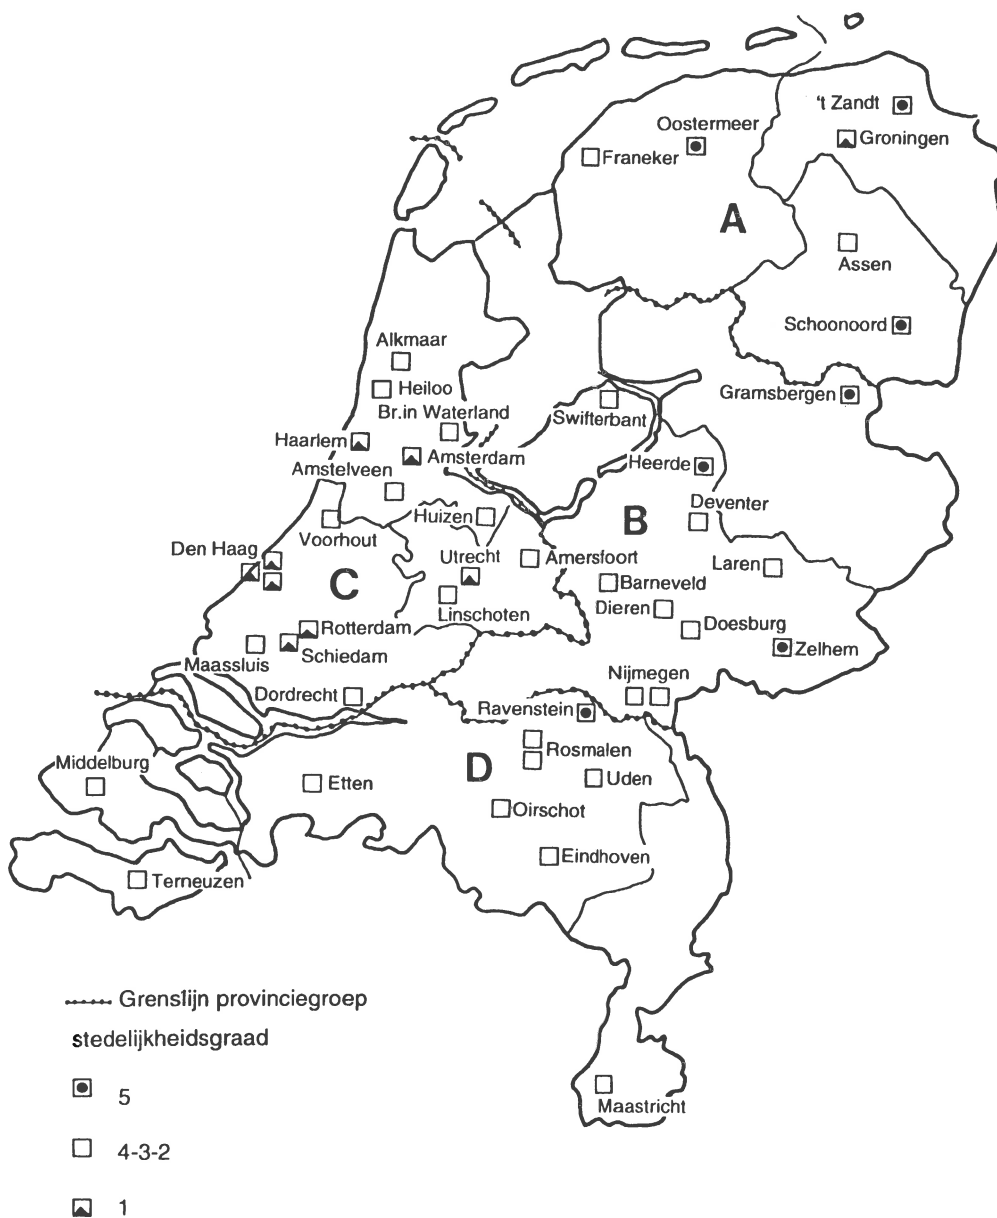 't Zandt
Oostermeer
Groningen
Franeker
A
Assen
Schoonoord
Alkmaar
Heiloo
Gramsbergen
Br.in Waterland
Swifterbant
Haarlem
Amsterdam
Amstelveen
Heerde
Deventer
Huizen
B
Voorhout
Den Haag
Utrecht
Amersfoort
Laren
C
Barneveld
Linschoten
Dieren
Rotterdam
Doesburg
Schiedam
Zelhem
Maassluis
Nijmegen
Dordrecht
Ravenstein
Rosmalen
Middelburg
D
Etten
Uden
Oirschot
Eindhoven
Terneuzen
Grenslijn provinciegroep
stedelijkheidsgraad
5
Maastricht
4-3-2
1